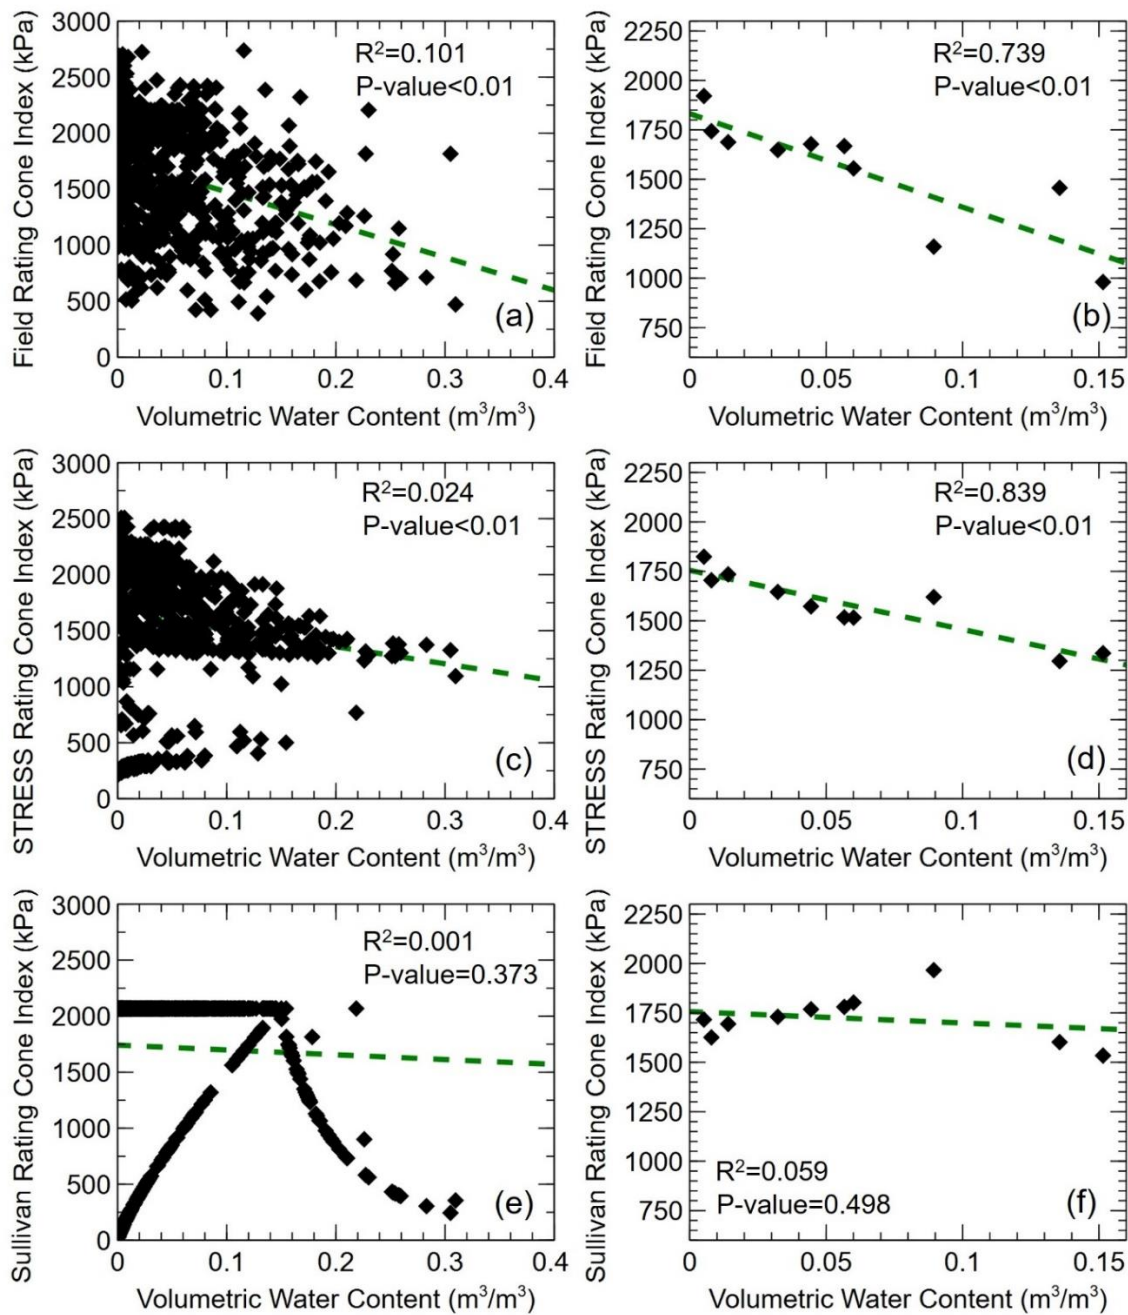 Field Rating Cone Index (kPa)
3000
2500
2000
1500
1000
500
0
R²=0.101
P-value<0.01
(a)
0 0.1 0.2 0.3 0.4
Volumetric Water Content (m³/m³)
Field Rating Cone Index (kPa)
2250
2000
1750
1500
1250
1000
750
R²=0.739
P-value<0.01
(b)
0 0.05 0.1 0.15
Volumetric Water Content (m³/m³)
STRESS Rating Cone Index (kPa)
3000
2500
2000
1500
1000
500
0
R²=0.024
P-value<0.01
(c)
0 0.1 0.2 0.3 0.4
Volumetric Water Content (m³/m³)
STRESS Rating Cone Index (kPa)
2250
2000
1750
1500
1250
1000
750
R²=0.839
P-value<0.01
(d)
0 0.05 0.1 0.15
Volumetric Water Content (m³/m³)
Sullivan Rating Cone Index (kPa)
3000
2500
2000
1500
1000
500
0
R²=0.001
P-value=0.373
(e)
0 0.1 0.2 0.3 0.4
Volumetric Water Content (m³/m³)
Sullivan Rating Cone Index (kPa)
2250
2000
1750
1500
1250
1000
750
R²=0.059
P-value=0.498
(f)
0 0.05 0.1 0.15
Volumetric Water Content (m³/m³)